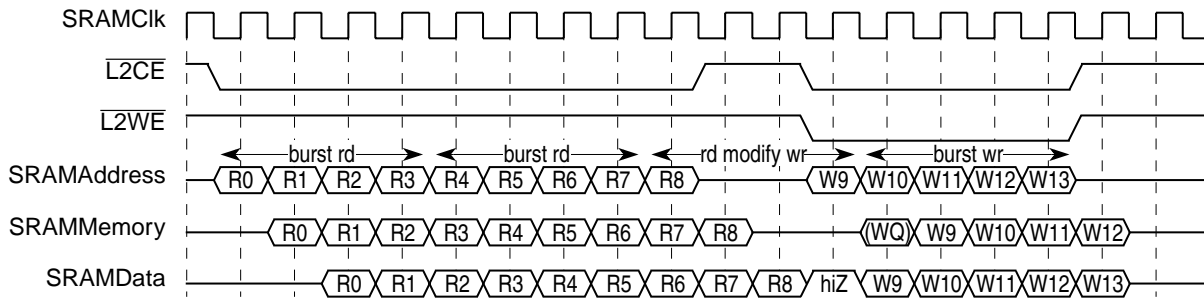 SRAMClk
L2CE
L2WE
burst rd burst rd rd modify wr burst wr
SRAMAddress R0 R1 R2 R3 R4 R5 R6 R7 R8 W9 W10 W11 W12 W13
SRAMMemory R0 R1 R2 R3 R4 R5 R6 R7 R8 (WQ) W9 W10 W11 W12
SRAMData R0 R1 R2 R3 R4 R5 R6 R7 R8 hiZ W9 W10 W11 W12 W13